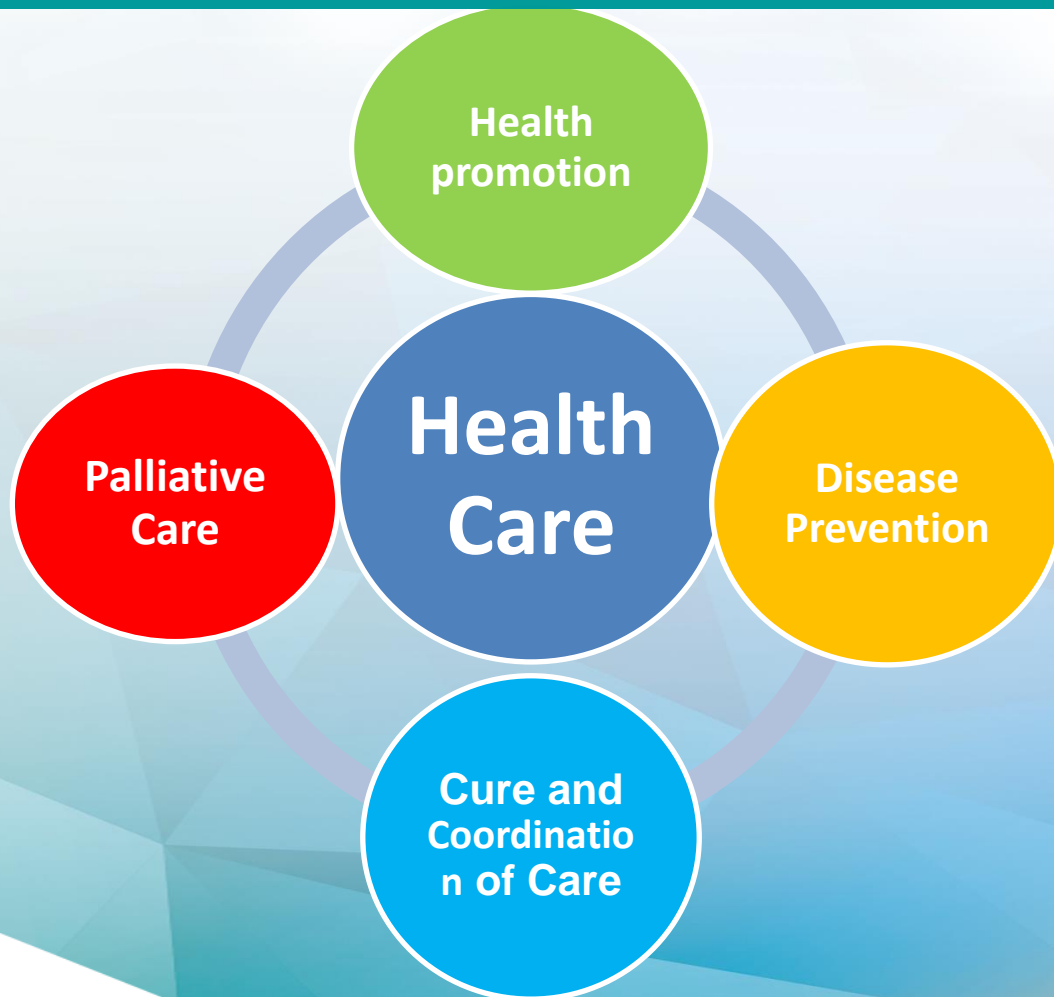 Health
promotion
Health
Care
Palliative
Care
Disease
Prevention
Cure and
Coordinatio
n of Care